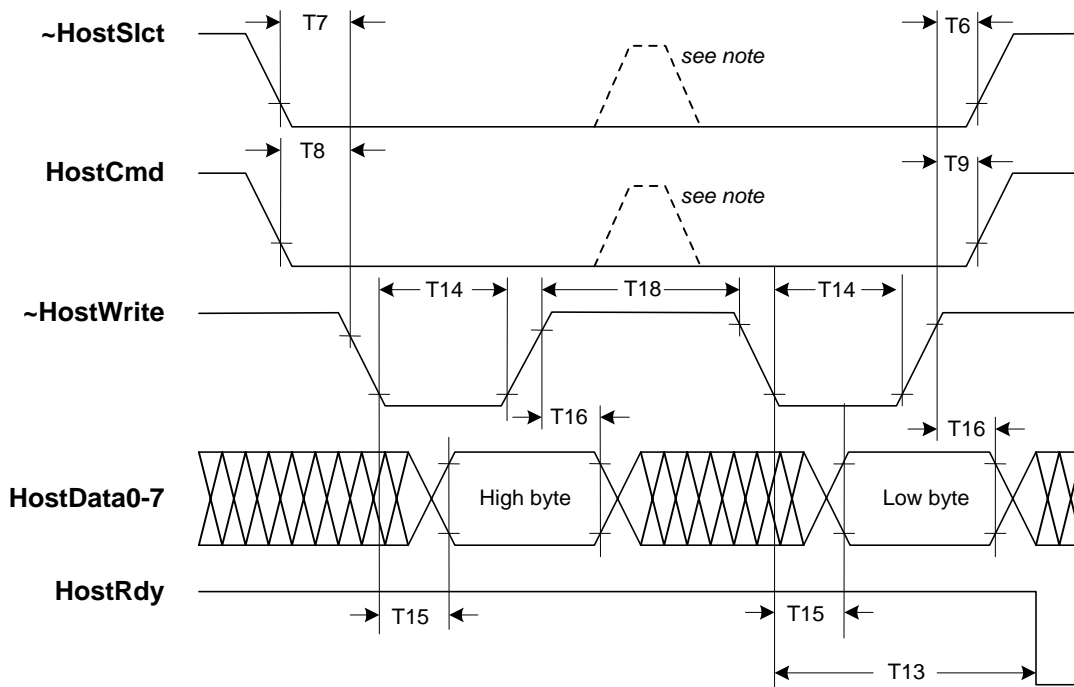 ~HostSlct
T7
T6
see note
HostCmd
T8
T9
see note
~HostWrite
T14
T18
T14
T16
T16
HostData0-7
High byte
Low byte
HostRdy
T15
T15
T13